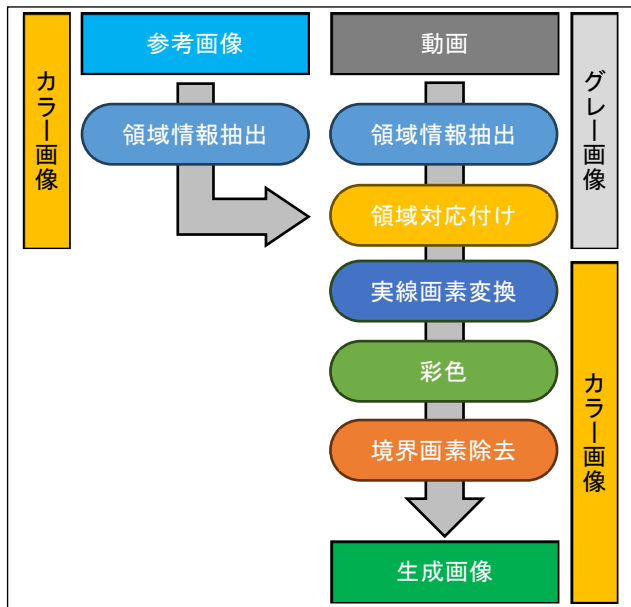 カラー画像
参考画像
動画
グレー画像
領域情報抽出
領域情報抽出
領域対応付け
実線画素変換
彩色
境界画素除去
カラー画像
生成画像